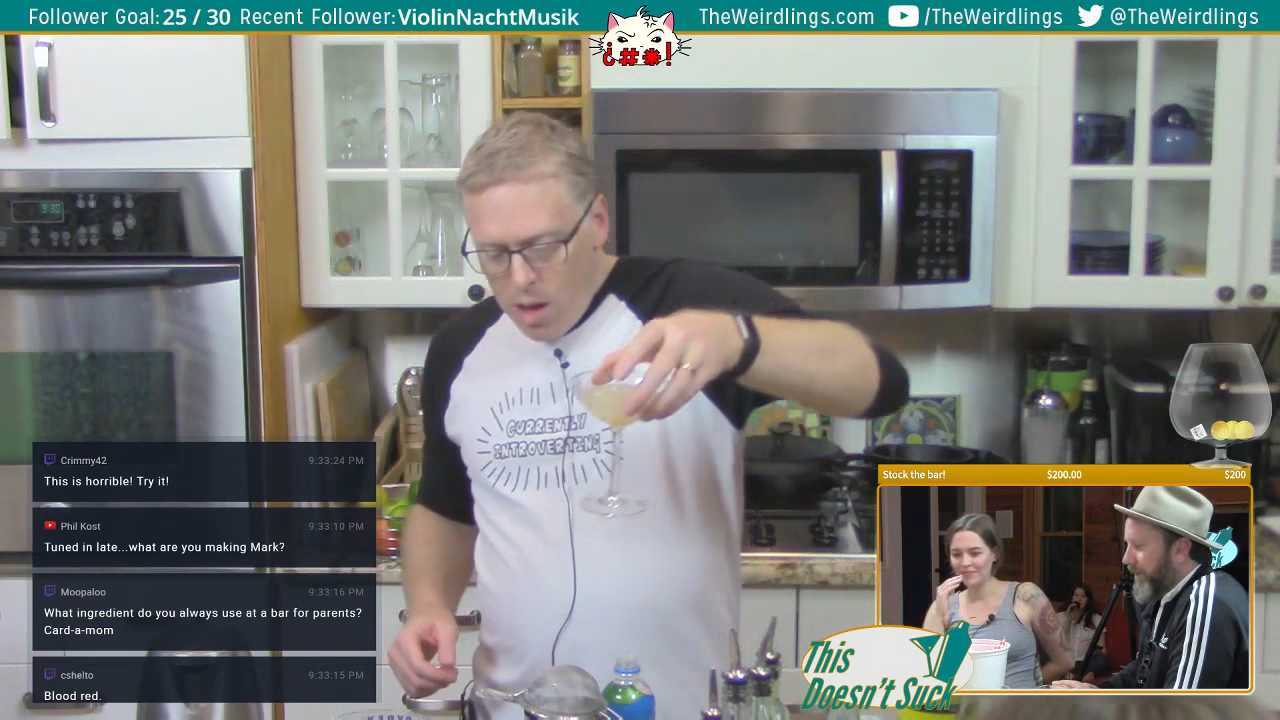 Follower Goal: 25 / 30 Recent Follower: ViolinNachtMusik
TheWeirdlings.com /TheWeirdlings @TheWeirdlings
¿#*!
CURRENTLY
INTROVERTING
Crimmy42 9:33:24 PM
This is horrible! Try it!
Phil Kost 9:33:10 PM
Tuned in late...what are you making Mark?
Moopaloo 9:33:16 PM
What ingredient do you always use at a bar for parents?
Card-a-mom
cshelto 9:33:15 PM
Blood red.
Stock the bar! $200.00 $200
This
Doesn't Suck